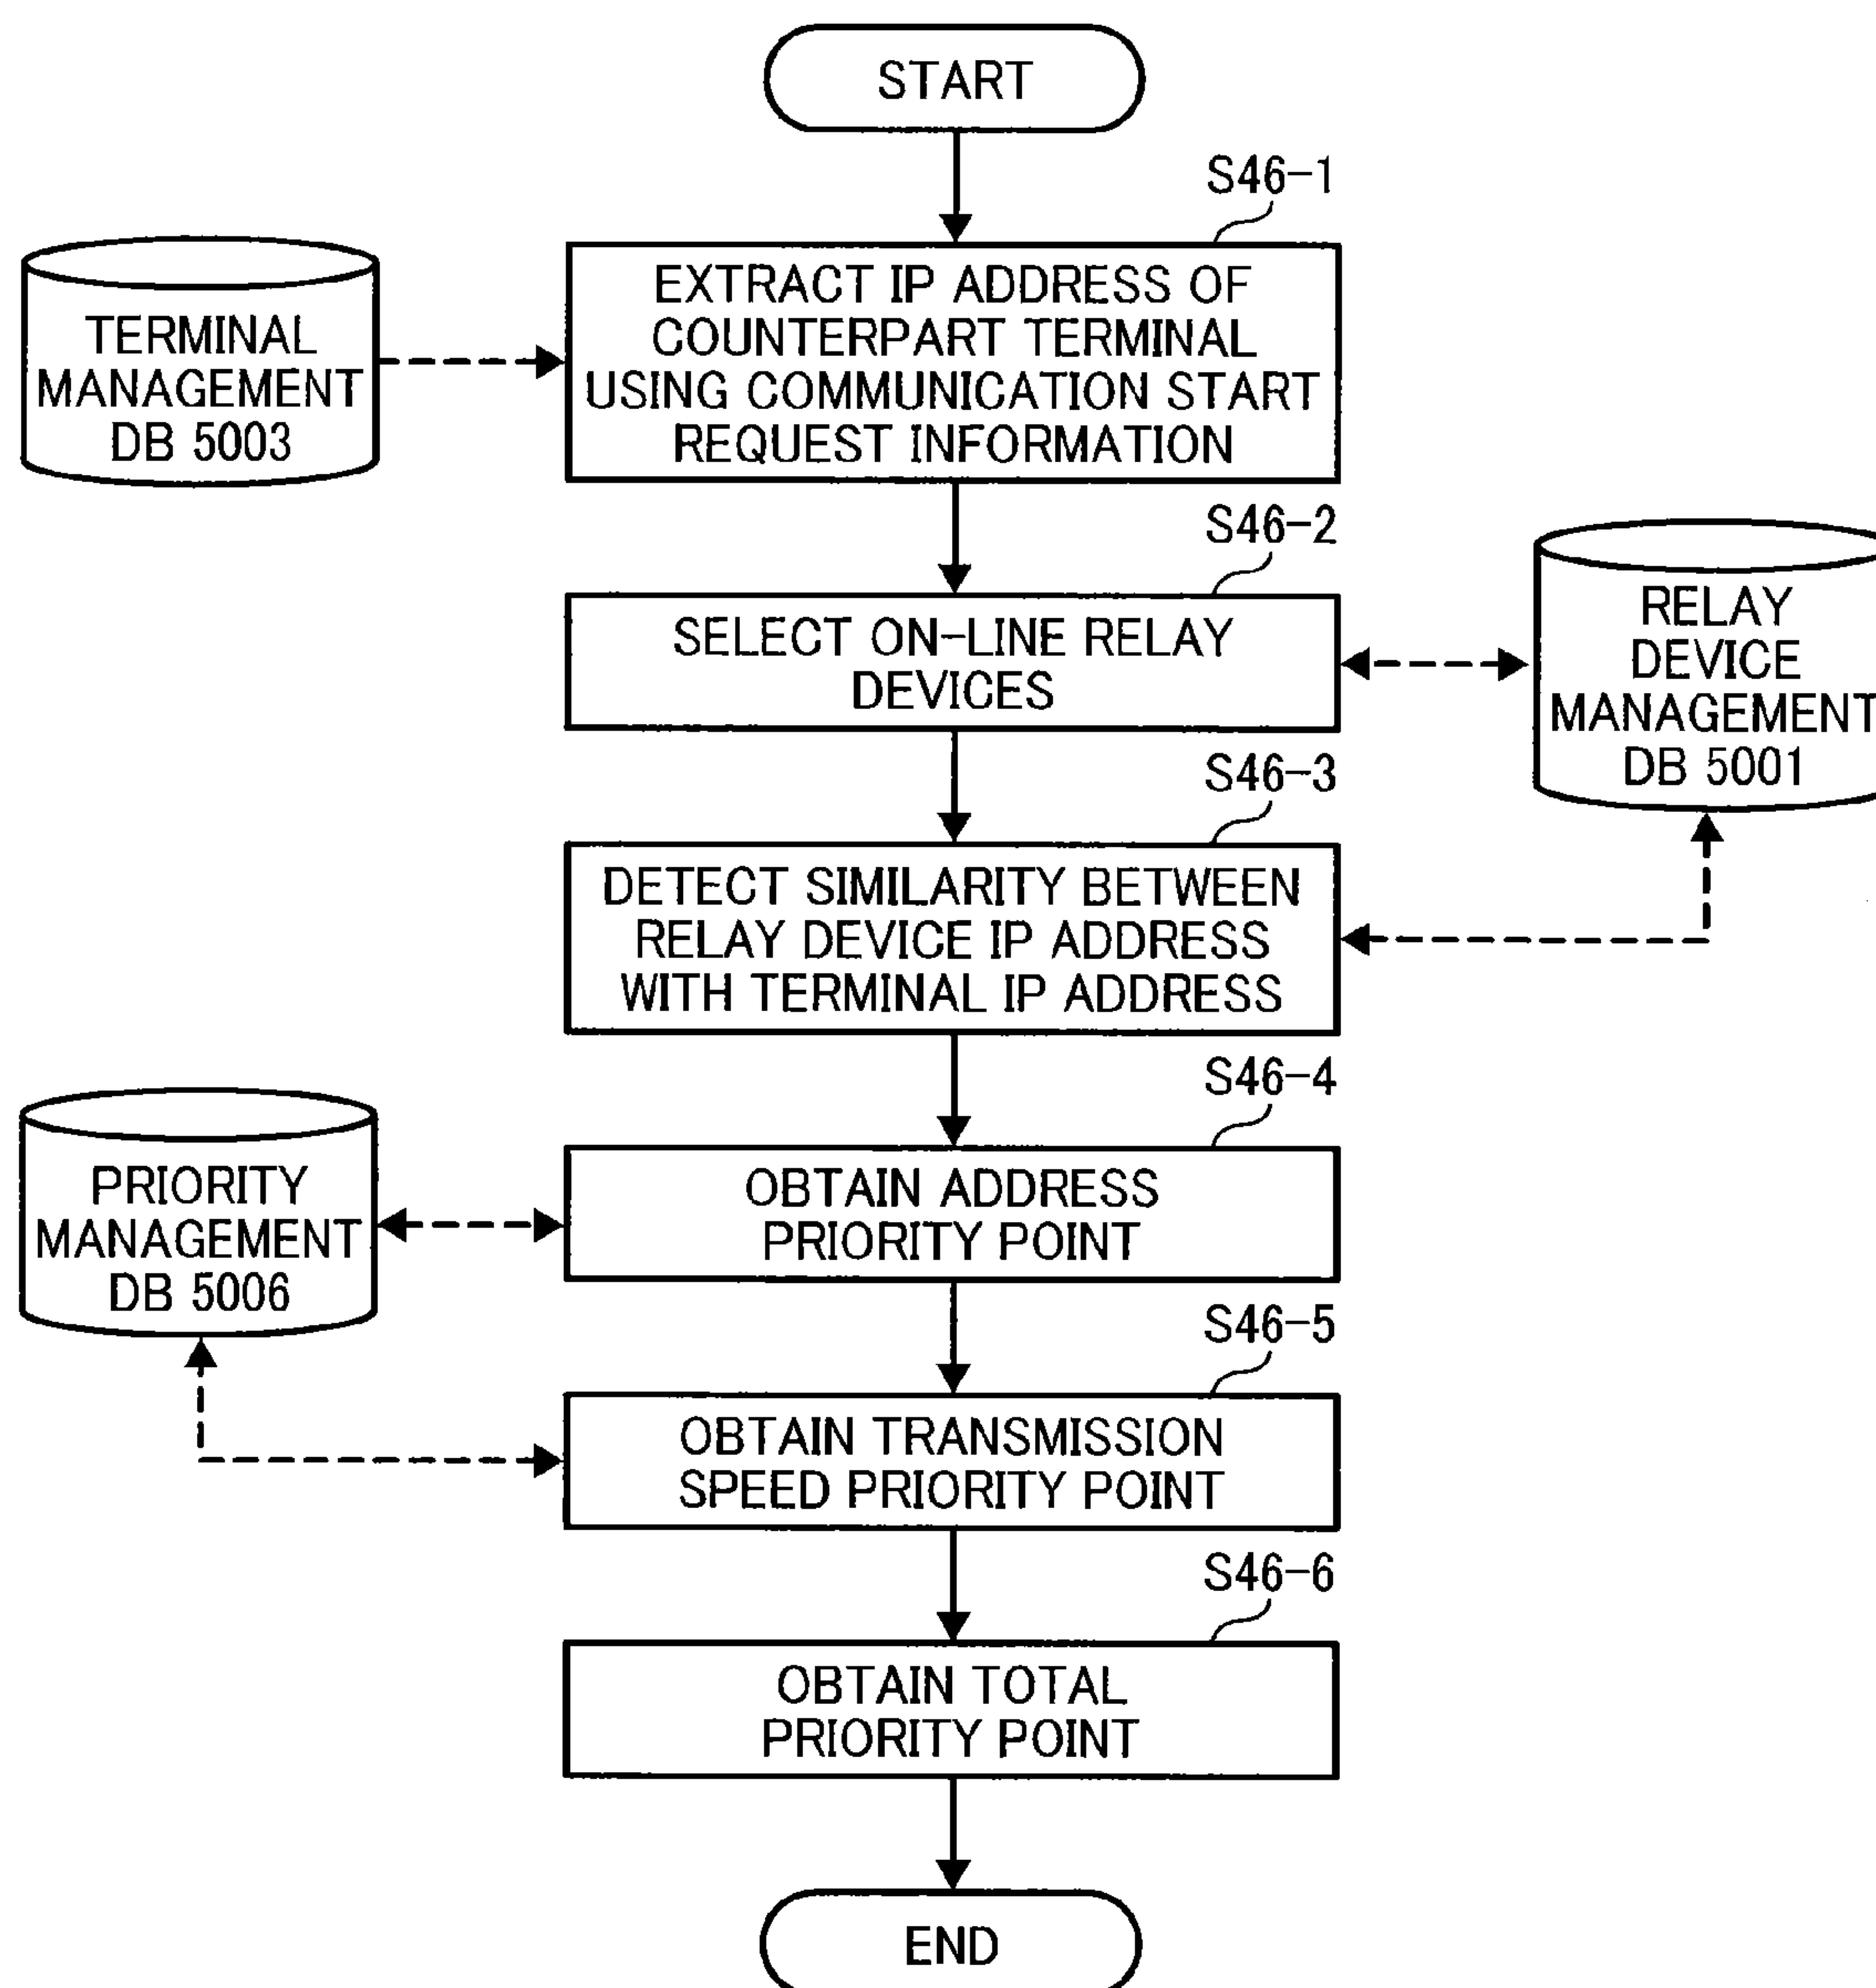 START
S46-1
TERMINAL
MANAGEMENT
DB 5003
EXTRACT IP ADDRESS OF
COUNTERPART TERMINAL
USING COMMUNICATION START
REQUEST INFORMATION
S46-2
SELECT ON-LINE RELAY
DEVICES
RELAY
DEVICE
MANAGEMENT
DB 5001
S46-3
DETECT SIMILARITY BETWEEN
RELAY DEVICE IP ADDRESS
WITH TERMINAL IP ADDRESS
S46-4
PRIORITY
MANAGEMENT
DB 5006
OBTAIN ADDRESS
PRIORITY POINT
S46-5
OBTAIN TRANSMISSION
SPEED PRIORITY POINT
S46-6
OBTAIN TOTAL
PRIORITY POINT
END